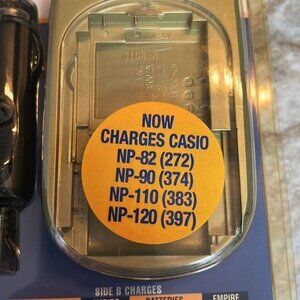 SIDE A
NOW
CHARGES CASIO
NP-82 (272)
NP-90 (374)
NP-110 (383)
NP-120 (397)
SIDE B CHARGES
BATTERIES
EMPIRE